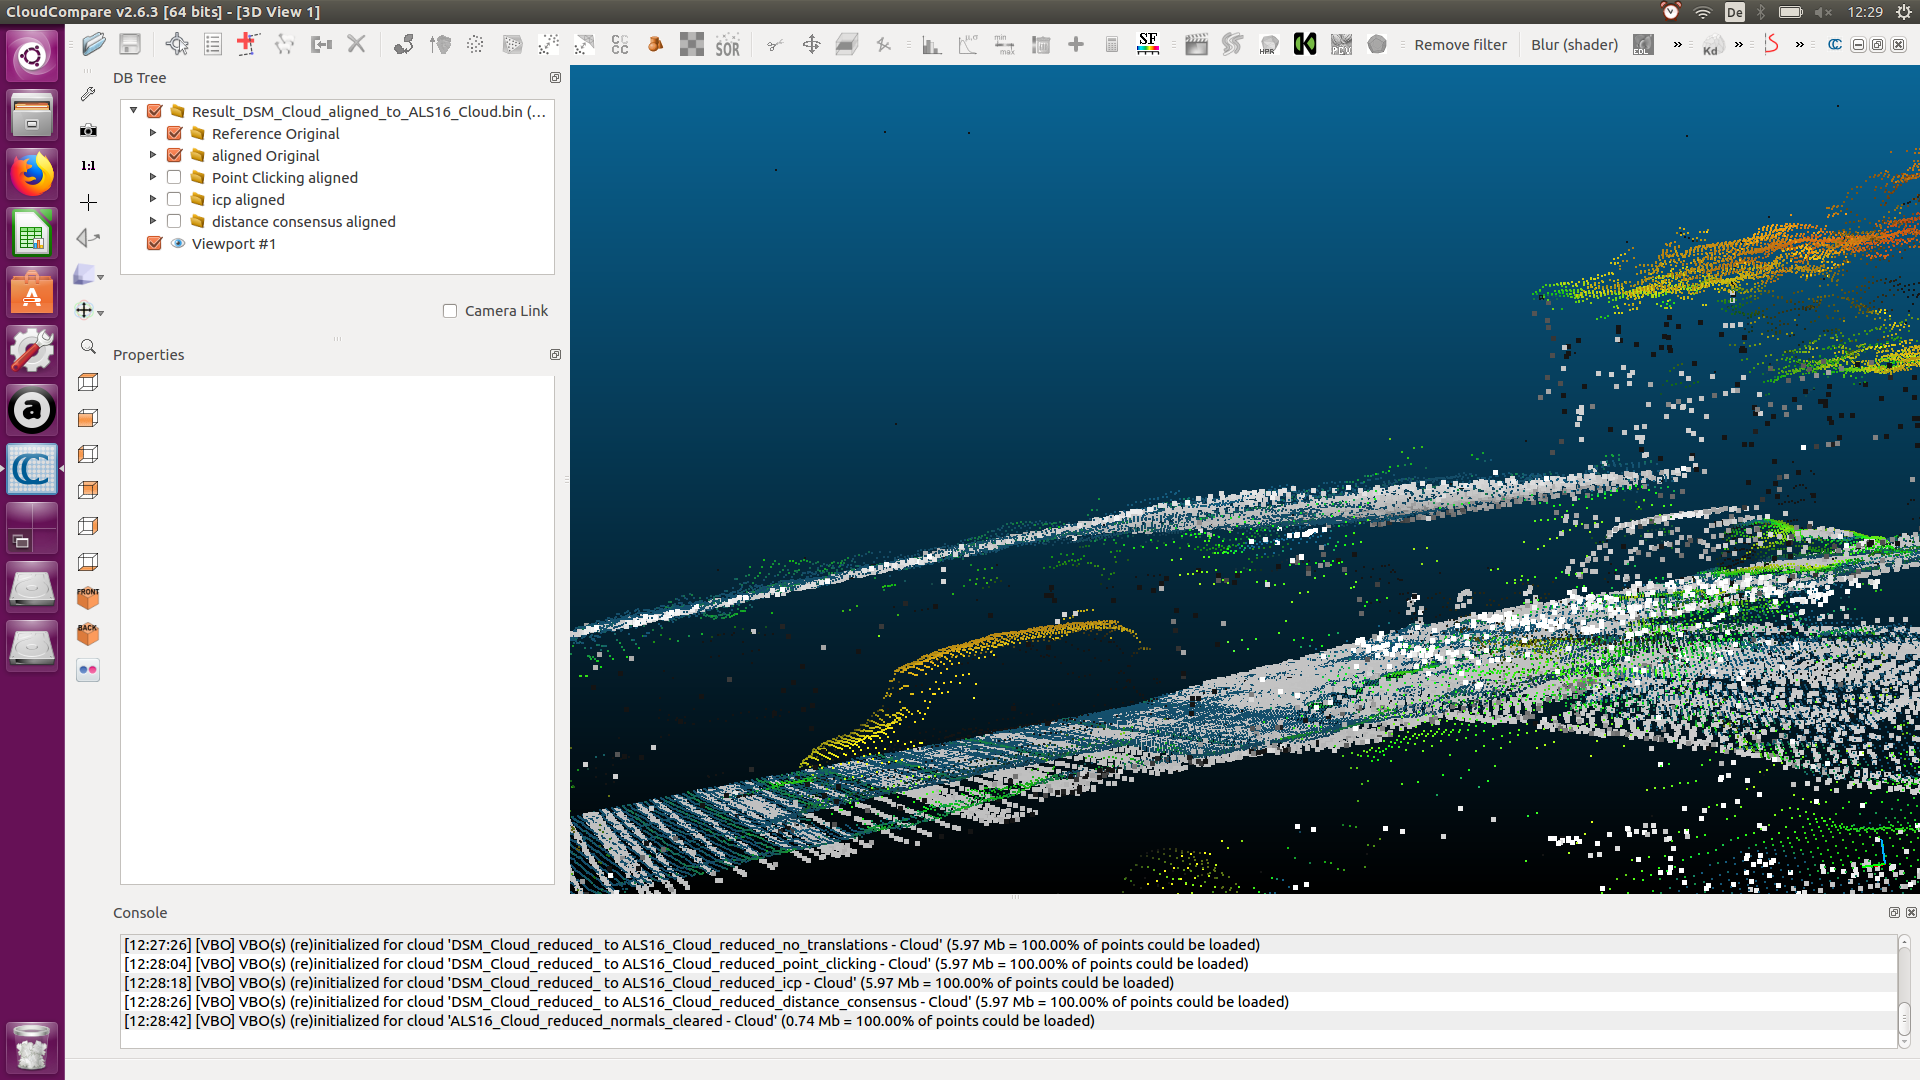 CloudCompare v2.6.3 [64 bits] - [3D View 1]
De
12:29
CC
CC
SOR
min
max
SF
HPR
PCV
Remove filter
Blur (shader)
EDL
»
Kd
»
»
DB Tree
Result_DSM_Cloud_aligned_to_ALS16_Cloud.bin (...
Reference Original
aligned Original
Point Clicking aligned
icp aligned
distance consensus aligned
Viewport #1
1:1
Camera Link
Properties
FRONT
BACK
Console
[12:27:26] [VBO] VBO(s) (re)initialized for cloud 'DSM_Cloud_reduced_ to ALS16_Cloud_reduced_no_translations - Cloud' (5.97 Mb = 100.00% of points could be loaded)
[12:28:04] [VBO] VBO(s) (re)initialized for cloud 'DSM_Cloud_reduced_ to ALS16_Cloud_reduced_point_clicking - Cloud' (5.97 Mb = 100.00% of points could be loaded)
[12:28:18] [VBO] VBO(s) (re)initialized for cloud 'DSM_Cloud_reduced_ to ALS16_Cloud_reduced_icp - Cloud' (5.97 Mb = 100.00% of points could be loaded)
[12:28:26] [VBO] VBO(s) (re)initialized for cloud 'DSM_Cloud_reduced_ to ALS16_Cloud_reduced_distance_consensus - Cloud' (5.97 Mb = 100.00% of points could be loaded)
[12:28:42] [VBO] VBO(s) (re)initialized for cloud 'ALS16_Cloud_reduced_normals_cleared - Cloud' (0.74 Mb = 100.00% of points could be loaded)